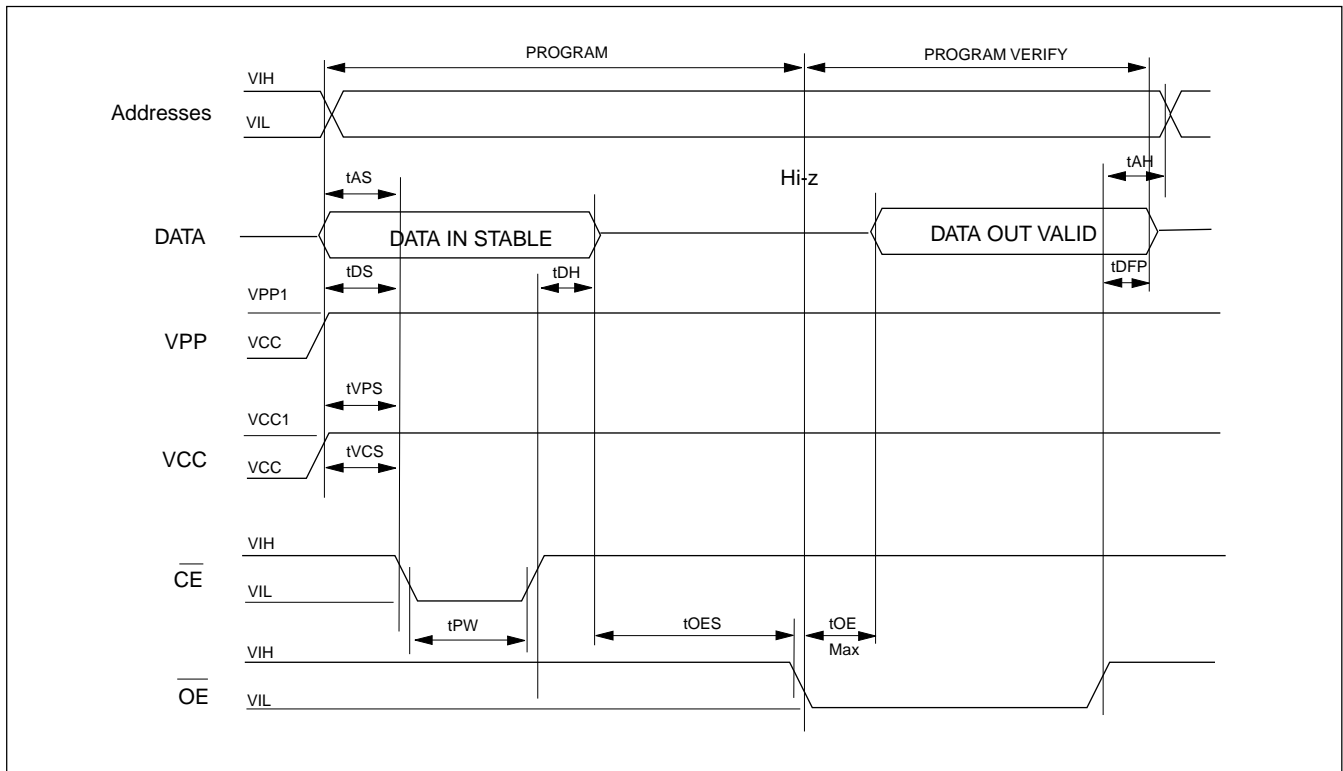 PROGRAM
PROGRAM VERIFY
VIH
Addresses
VIL
tAS
Hi-z
tAH
DATA
DATA IN STABLE
DATA OUT VALID
tDS
tDH
tDFP
VPP1
VPP
VCC
tVPS
VCC1
VCC
VCC
tVCS
VIH
CE
VIL
tPW
tOES
tOE
Max
VIH
OE
VIL